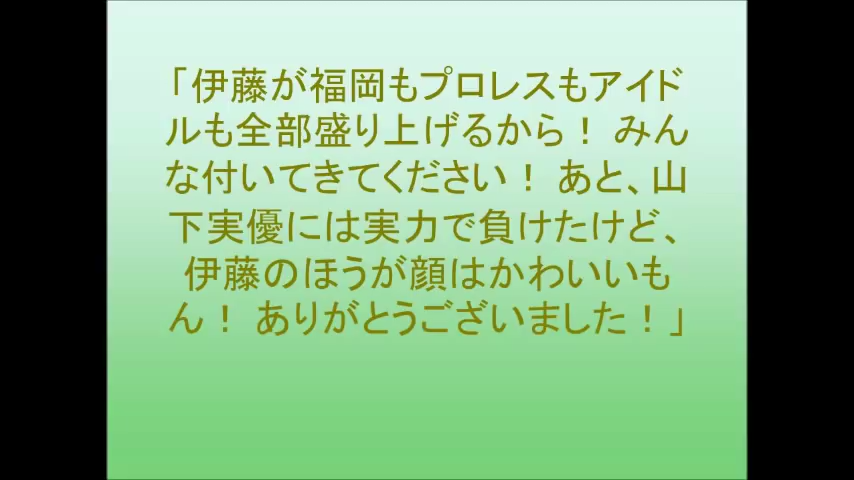 「伊藤が福岡もプロレスもアイド
ルも全部盛り上げるから！ みん
な付いてきてください！ あと、山
下実優には実力で負けたけど、
伊藤のほうが顔はかわいいも
ん！ ありがとうございました！」